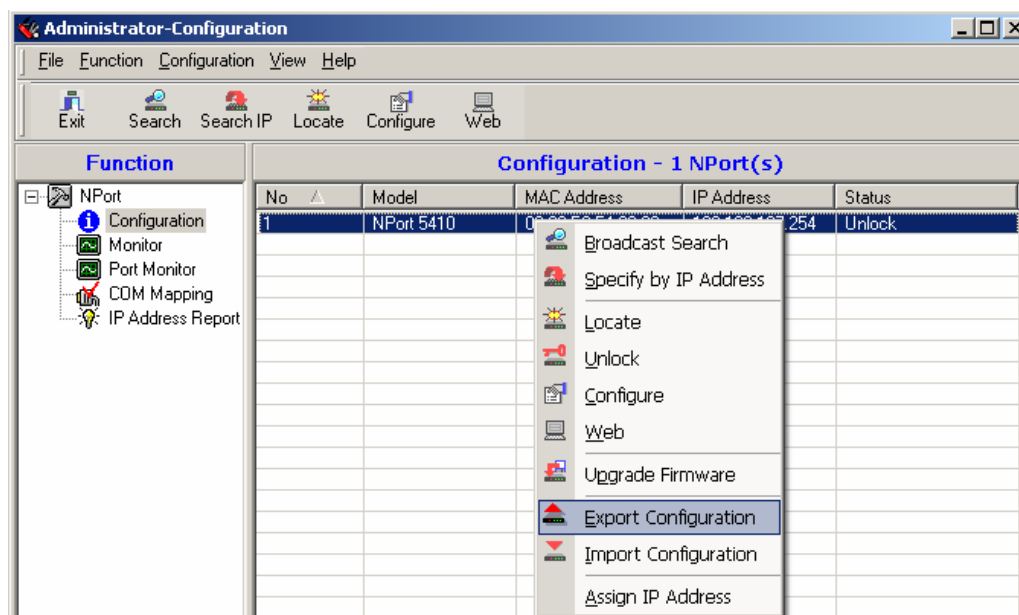 Administrator-Configuration
File Function Configuration View Help
Exit Search Search IP Locate Configure Web
Function
Configuration - 1 NPort(s)
NPort
Configuration
Monitor
Port Monitor
COM Mapping
IP Address Report
No Model MAC Address IP Address Status
1 NPort 5410 .254 Unlock
Broadcast Search
Specify by IP Address
Locate
Unlock
Configure
Web
Upgrade Firmware
Export Configuration
Import Configuration
Assign IP Address